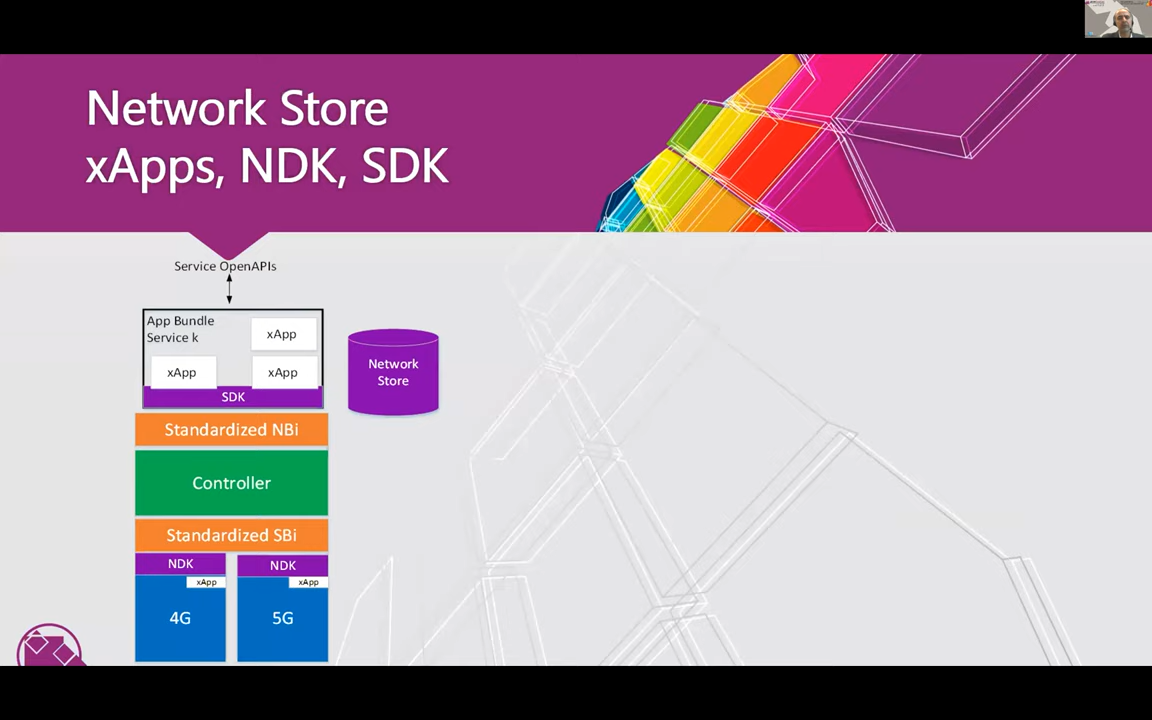 Network Store
xApps, NDK, SDK
Service OpenAPIs
App Bundle
Service k
xApp
xApp
xApp
SDK
Network
Store
Standardized NBi
Controller
Standardized SBi
NDK
NDK
xApp
xApp
4G
5G